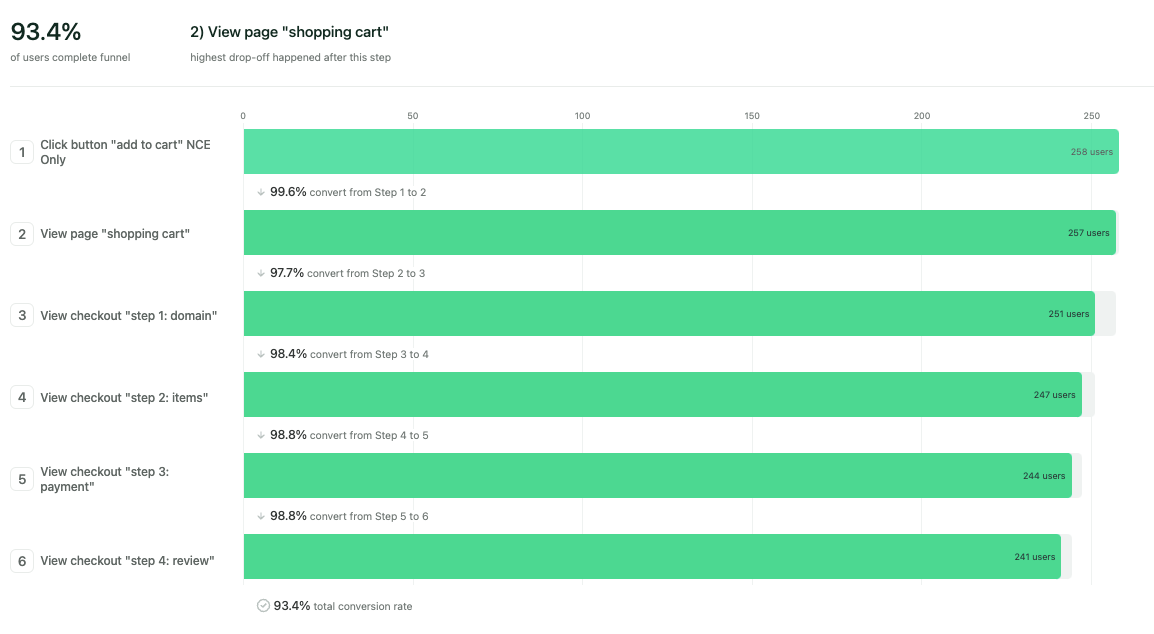 93.4%
of users complete funnel
2) View page "shopping cart"
highest drop-off happened after this step
0 50 100 150 200 250
1 Click button "add to cart" NCE
Only
258 users
99.6% convert from Step 1 to 2
2 View page "shopping cart"
257 users
97.7% convert from Step 2 to 3
3 View checkout "step 1: domain"
251 users
98.4% convert from Step 3 to 4
4 View checkout "step 2: items"
247 users
98.8% convert from Step 4 to 5
5 View checkout "step 3:
payment"
244 users
98.8% convert from Step 5 to 6
6 View checkout "step 4: review"
241 users
93.4% total conversion rate